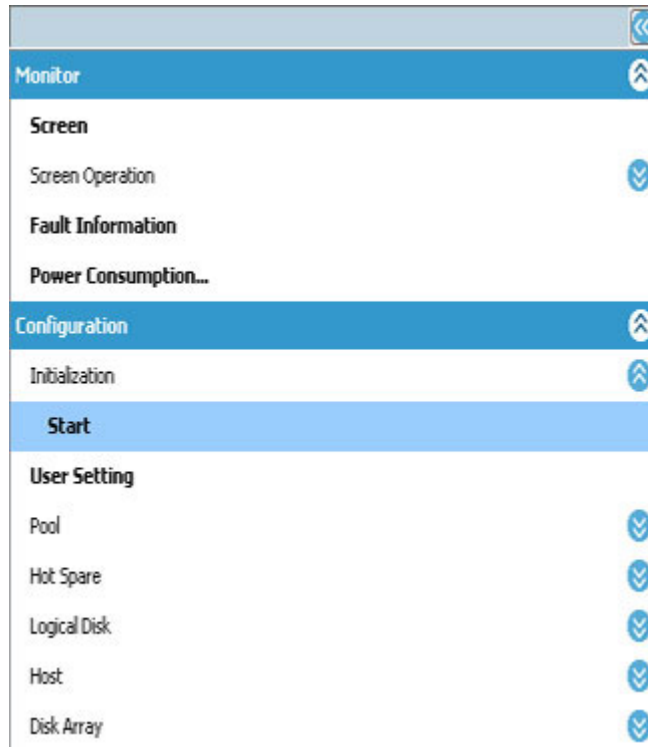 Monitor
Screen
Screen Operation
Fault Information
Power Consumption...
Configuration
Initialization
Start
User Setting
Pool
Hot Spare
Logical Disk
Host
Disk Array